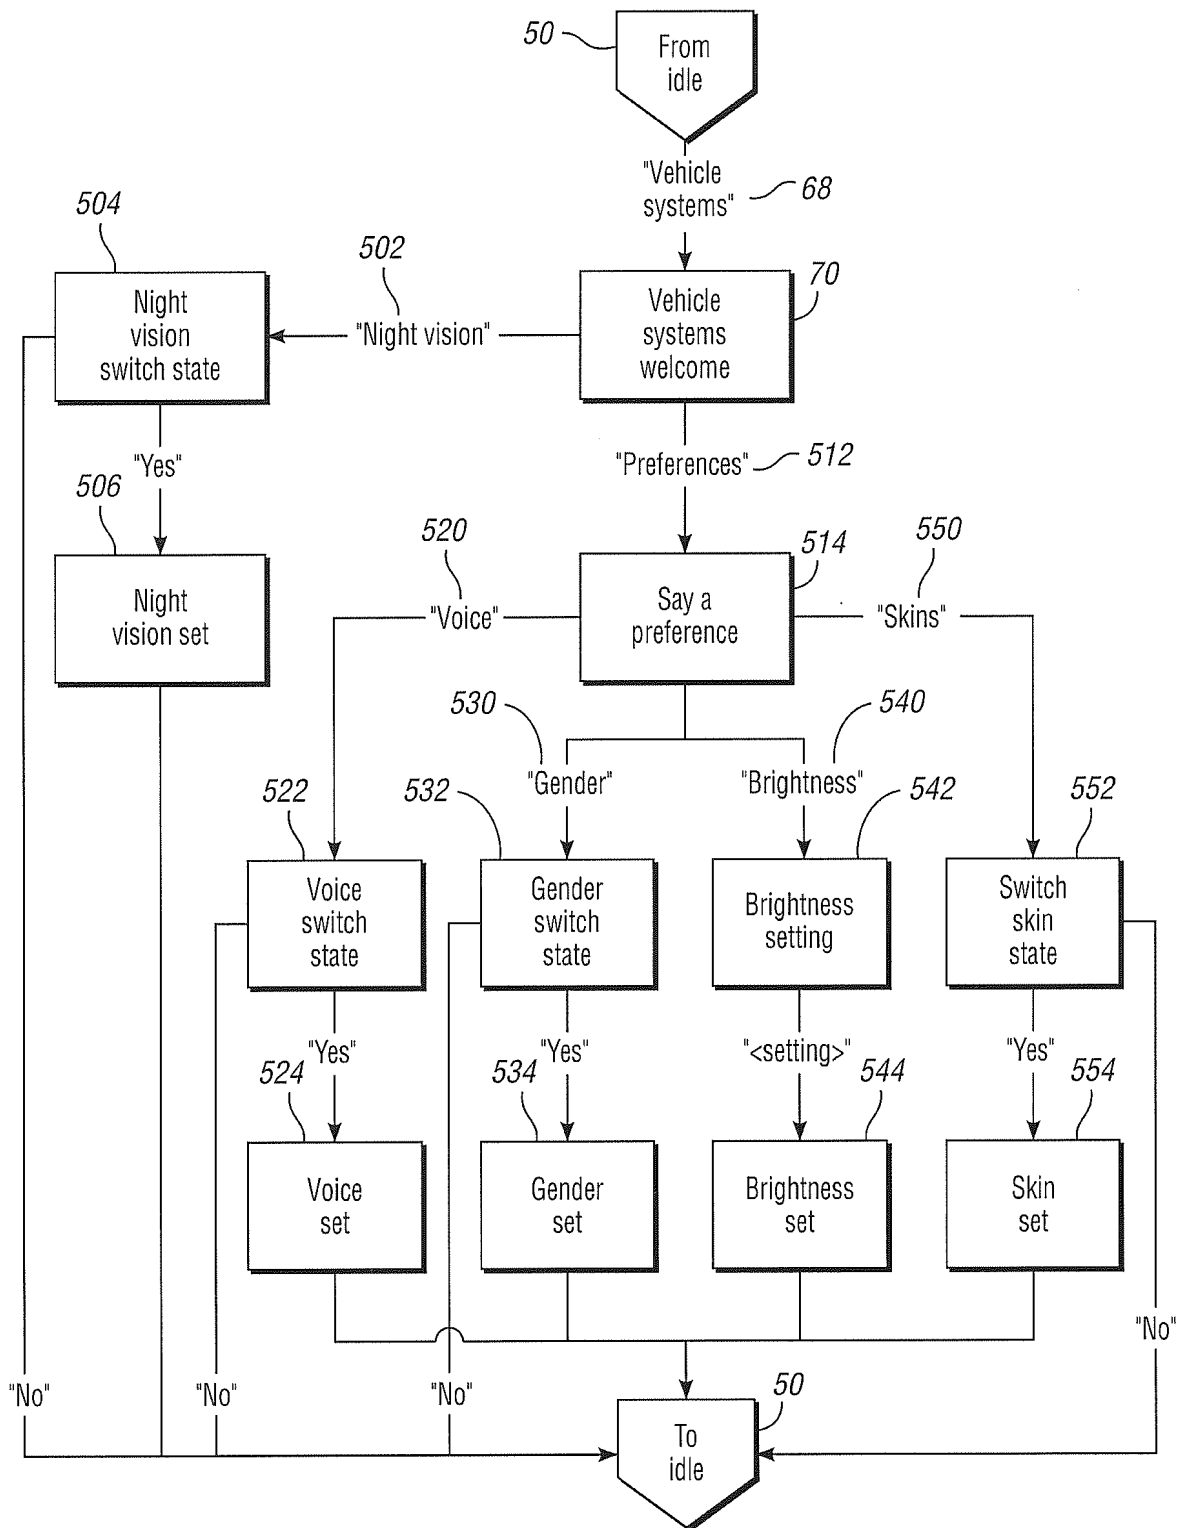 50
From
idle
"Vehicle
systems"
68
504
502
70
Night
vision
switch state
"Night vision"
Vehicle
systems
welcome
"Yes"
"Preferences"
512
506
520
514
550
Night
vision set
"Voice"
Say a
preference
"Skins"
530
540
"Gender"
"Brightness"
522
532
542
552
Voice
switch
state
Gender
switch
state
Brightness
setting
Switch
skin
state
"Yes"
"Yes"
"<setting>"
"Yes"
524
534
544
554
Voice
set
Gender
set
Brightness
set
Skin
set
"No"
"No"
"No"
"No"
50
To
idle